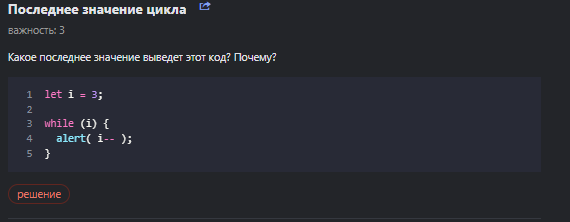 Последнее значение цикла
важность: 3
Какое последнее значение выведет этот код? Почему?
1 let i = 3;
2
3 while (i) {
4   alert( i-- );
5 }
решение